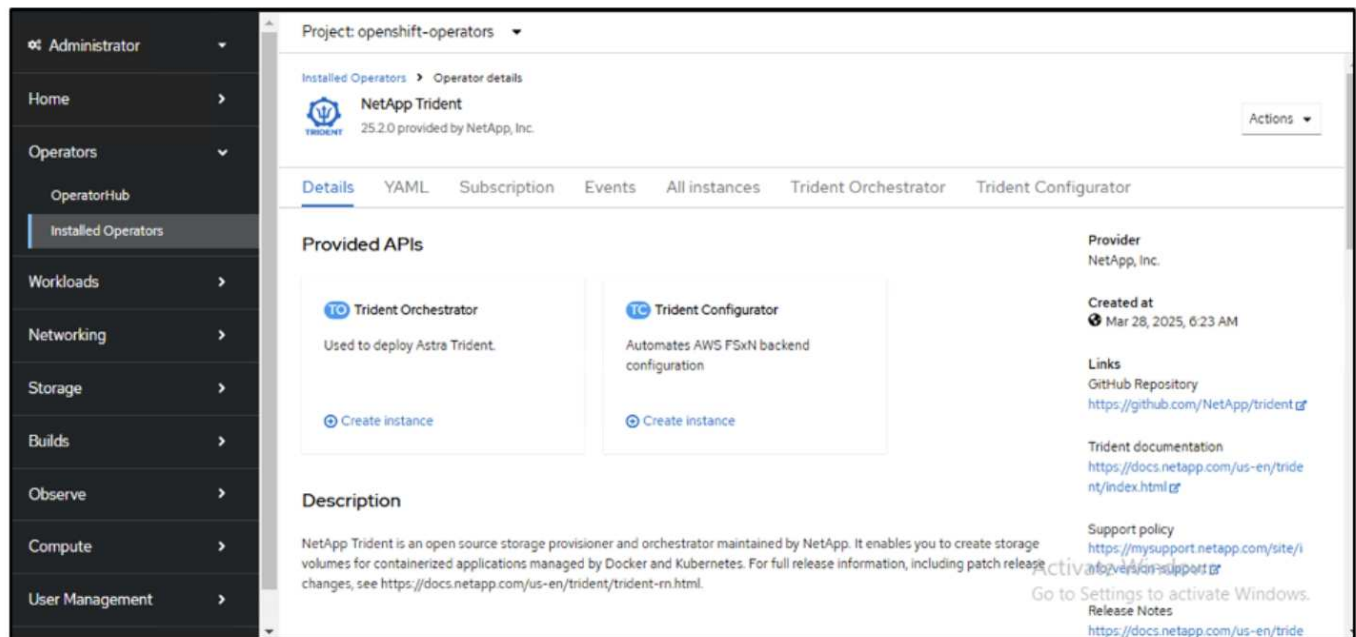 Administrator
Home
Operators
OperatorHub
Installed Operators
Workloads
Networking
Storage
Builds
Observe
Compute
User Management
Project: openshift-operators
Installed Operators > Operator details
TRIDENT
NetApp Trident
25.2.0 provided by NetApp, Inc.
Actions
Details YAML Subscription Events All instances Trident Orchestrator Trident Configurator
Provided APIs
TO Trident Orchestrator
Used to deploy Astra Trident.
Create instance
TC Trident Configurator
Automates AWS FSxN backend
configuration
Create instance
Description
NetApp Trident is an open source storage provisioner and orchestrator maintained by NetApp. It enables you to create storage
volumes for containerized applications managed by Docker and Kubernetes. For full release information, including patch release
changes, see https://docs.netapp.com/us-en/trident/trident-rn.html.
Provider
NetApp, Inc.
Created at
Mar 28, 2025, 6:23 AM
Links
GitHub Repository
https://github.com/NetApp/trident
Trident documentation
https://docs.netapp.com/us-en/tride
nt/index.html
Support policy
https://mysupport.netapp.com/site/i
nfo/version-support
Activate Windows
Go to Settings to activate Windows.
Release Notes
https://docs.netapp.com/us-en/tride